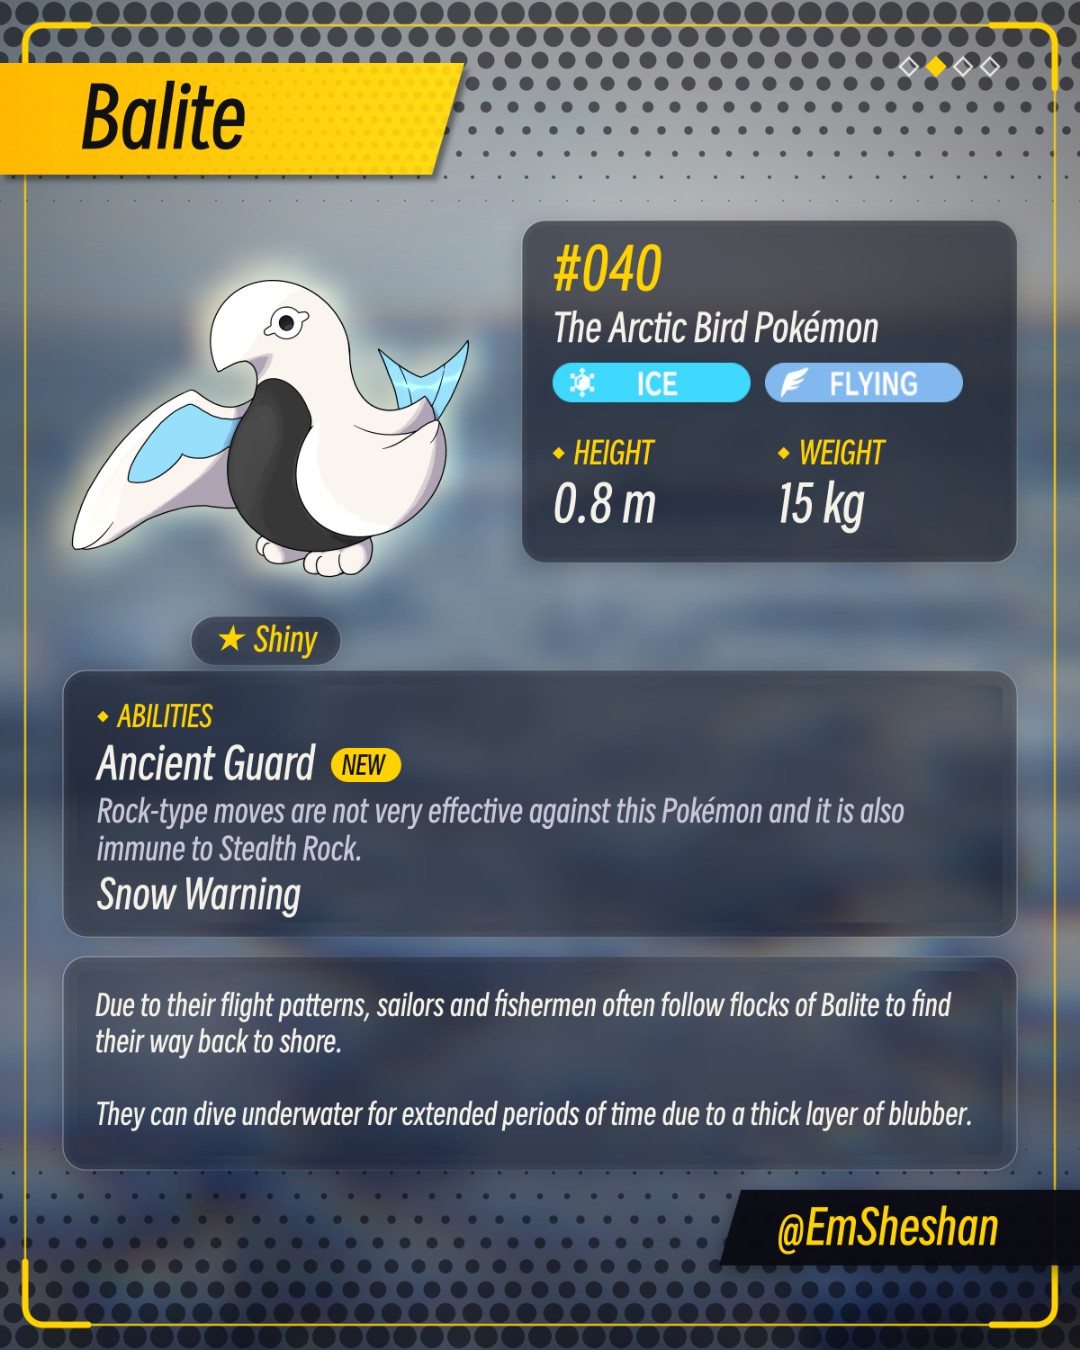 Balite
#040
The Arctic Bird Pokémon
ICE
FLYING
HEIGHT
WEIGHT
0.8 m
15 kg
Shiny
ABILITIES
Ancient Guard NEW
Rock-type moves are not very effective against this Pokémon and it is also
immune to Stealth Rock.
Snow Warning
Due to their flight patterns, sailors and fishermen often follow flocks of Balite to find
their way back to shore.
They can dive underwater for extended periods of time due to a thick layer of blubber.
@EmSheshan